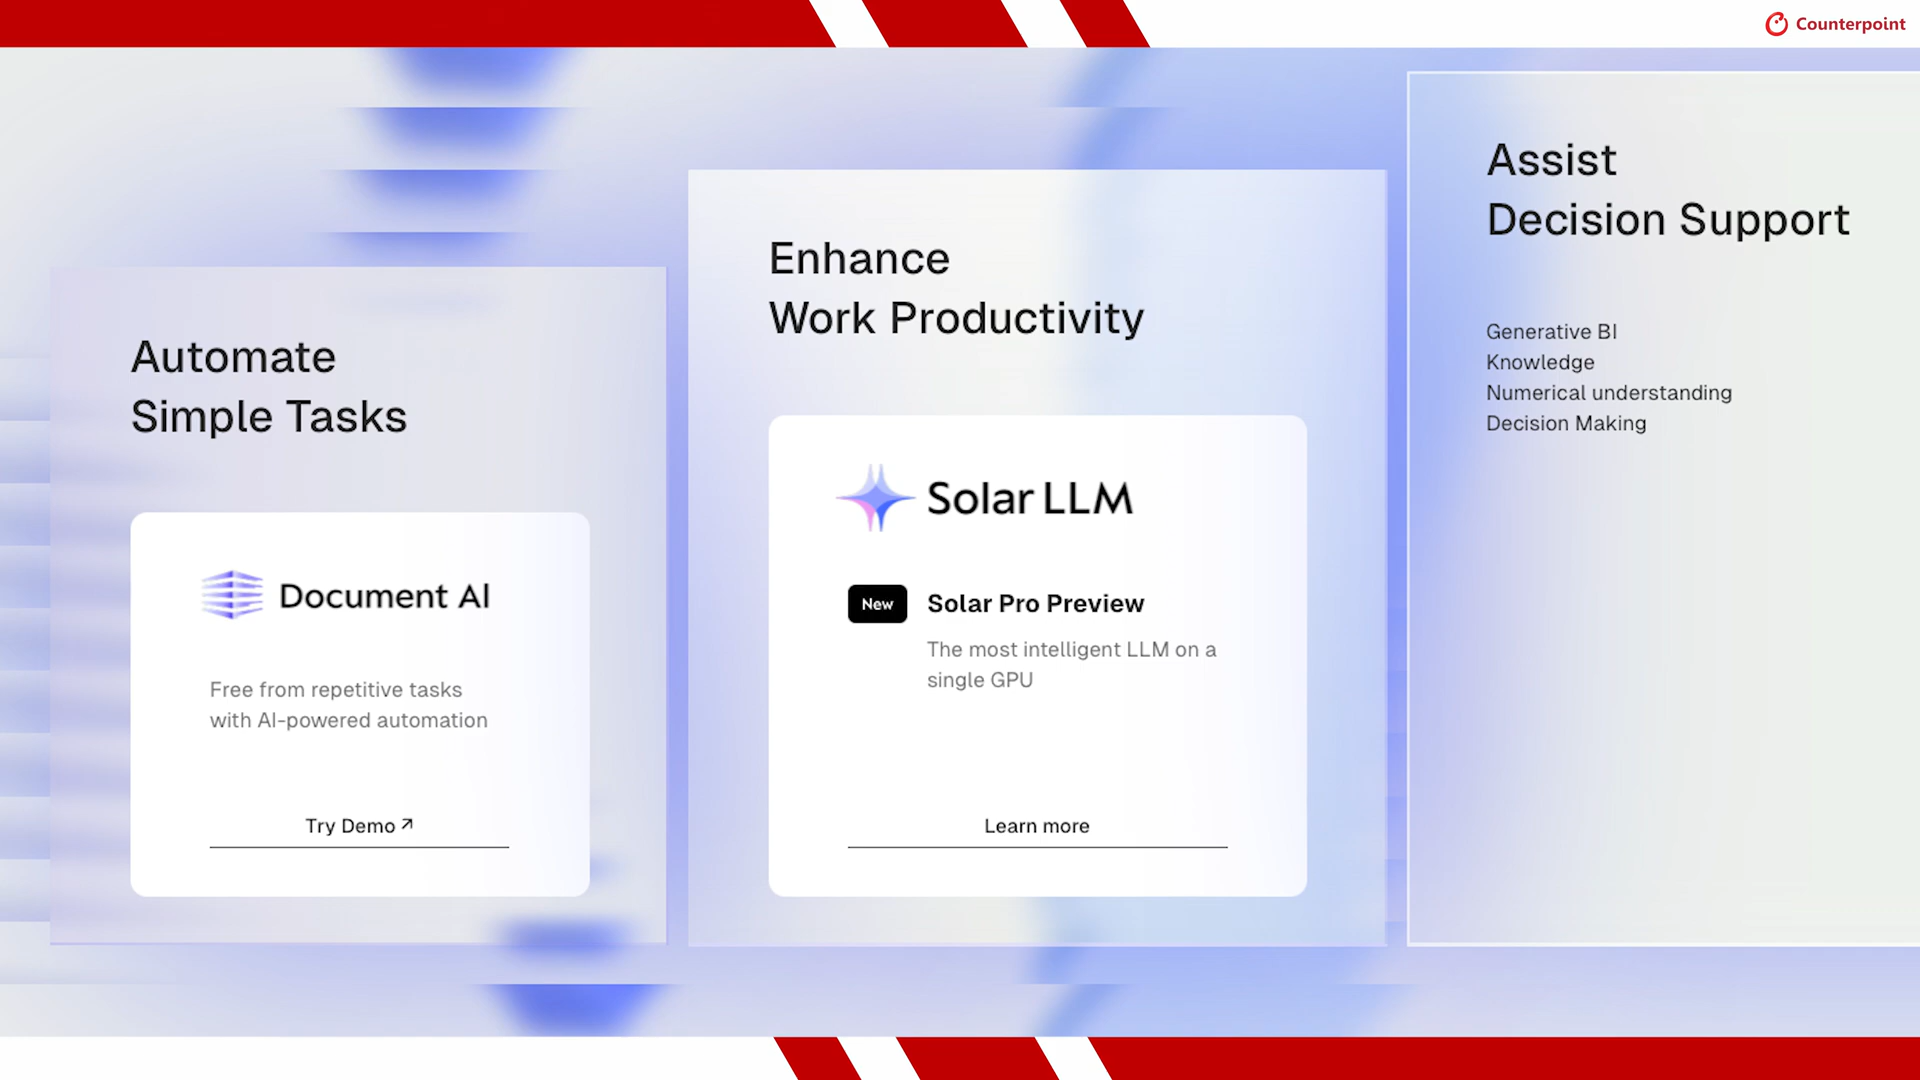 Counterpoint
Automate
Simple Tasks
Document AI
Free from repetitive tasks
with AI-powered automation
Try Demo ↗
Enhance
Work Productivity
Solar LLM
New
Solar Pro Preview
The most intelligent LLM on a
single GPU
Learn more
Assist
Decision Support
Generative BI
Knowledge
Numerical understanding
Decision Making